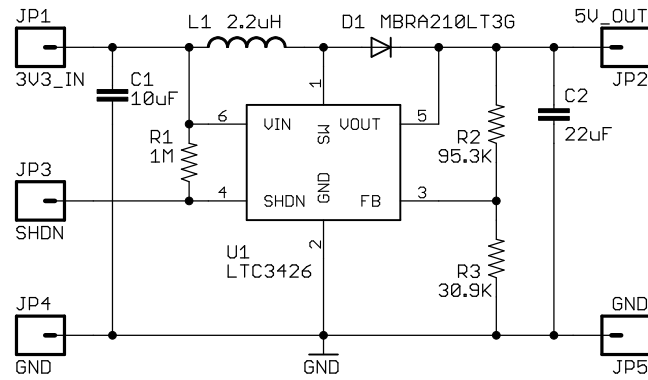 JP1
L1 2.2uH
D1 MBRA210LT3G
5V_OUT
3V3_IN
JP2
C1
10uF
1
C2
22uF
6
VIN
SW
VOUT
5
R1
1M
R2
95.3K
JP3
4
SHDN
GND
FB
3
SHDN
U1
LTC3426
2
R3
30.9K
JP4
GND
GND
GND
JP5